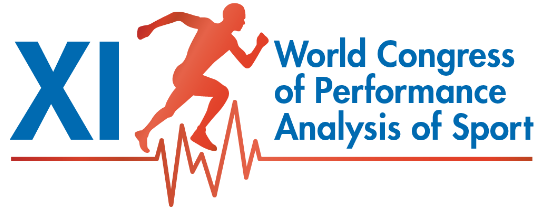 XI
World Congress
of Performance
Analysis of Sport